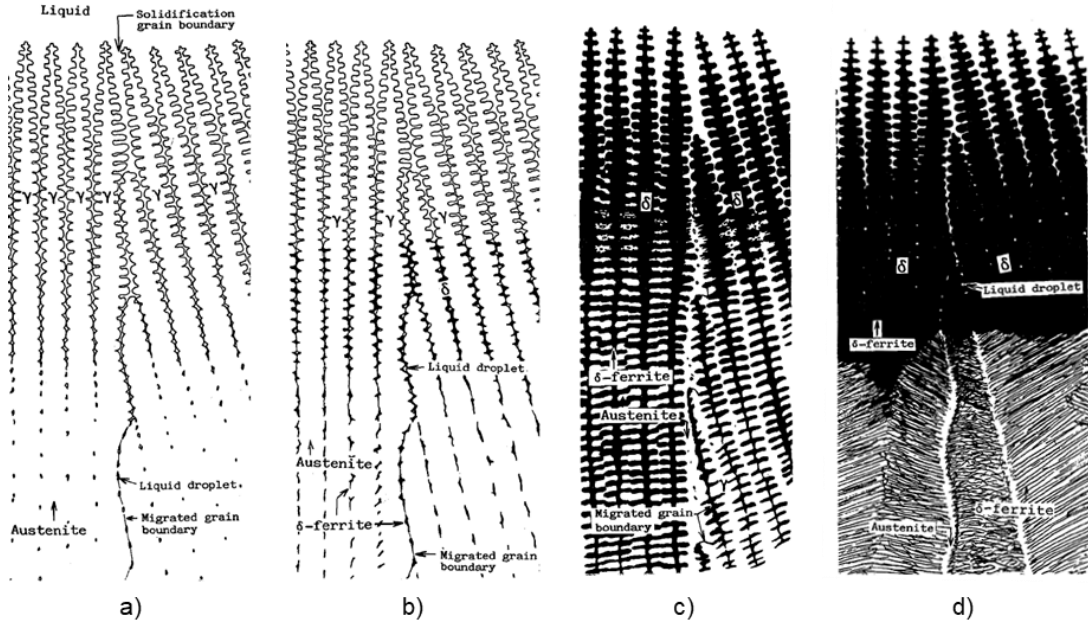 Liquid
Solidification
grain boundary
γ γ γ γ γ γ
Liquid droplet
Austenite
Migrated grain
boundary
a)
γ γ γ
Liquid droplet
Austenite
δ-ferrite
Migrated grain
boundary
b)
δ δ
δ-ferrite
Austenite
Migrated grain
boundary
c)
δ δ
Liquid droplet
δ-ferrite
δ-ferrite
Austenite
d)